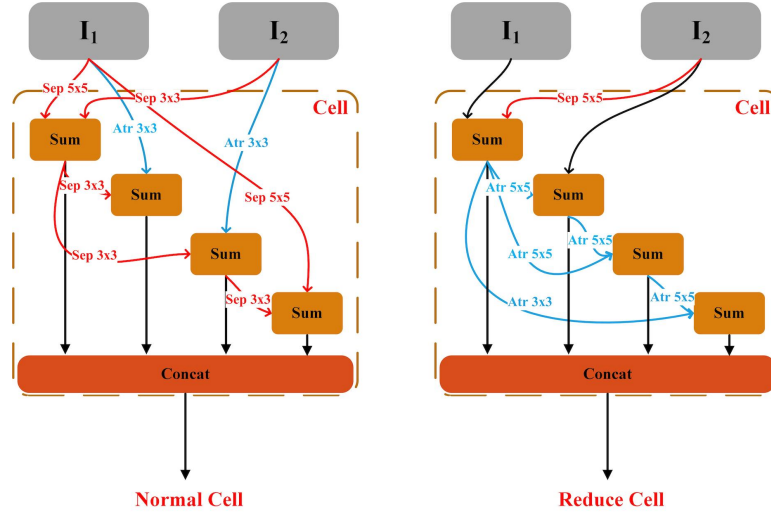 I₁
I₂
Sep 5x5
Sep 3x3
Cell
Atr 3x3
Atr 3x3
Sum
Sep 3x3
Sum
Sep 5x5
Sep 3x3
Sum
Sep 3x3
Sum
Concat
Normal Cell
I₁
I₂
Sep 5x5
Cell
Sum
Atr 5x5
Sum
Atr 5x5
Atr 5x5
Sum
Atr 3x3
Atr 5x5
Sum
Concat
Reduce Cell